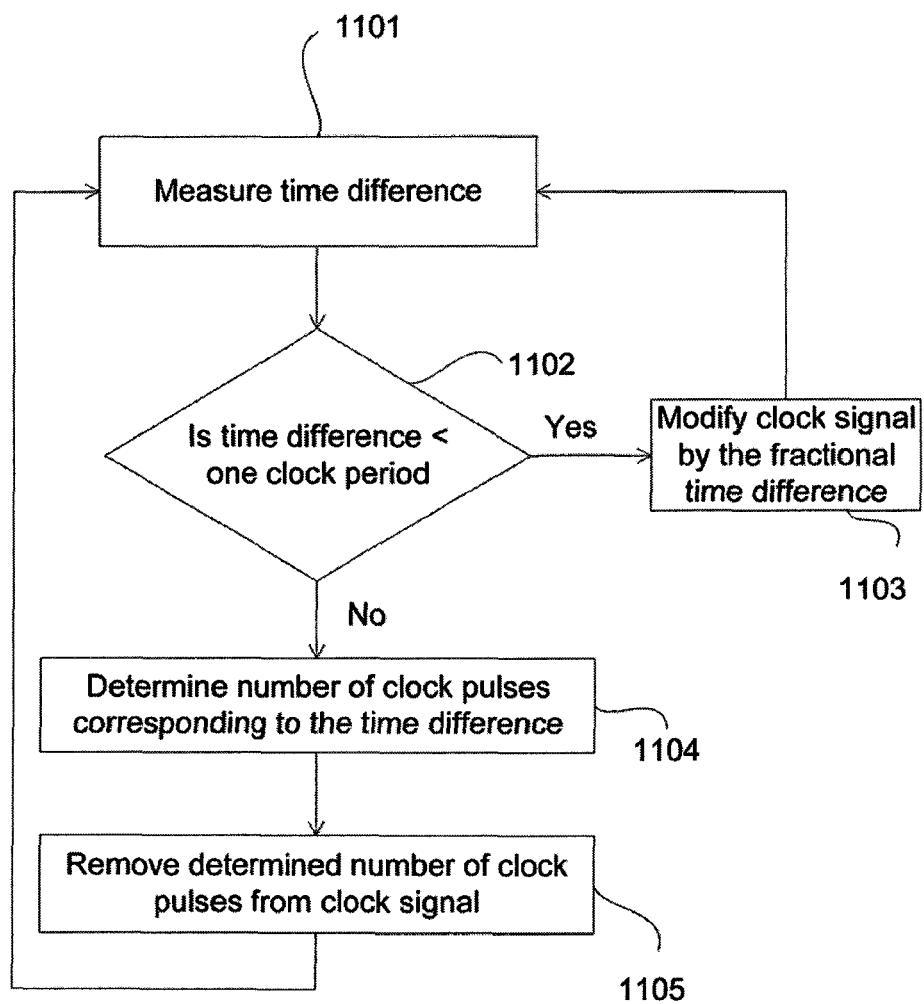 1101
Measure time difference
1102
Is time difference <
one clock period
Yes
Modify clock signal
by the fractional
time difference
1103
No
Determine number of clock pulses
corresponding to the time difference
1104
Remove determined number of clock
pulses from clock signal
1105